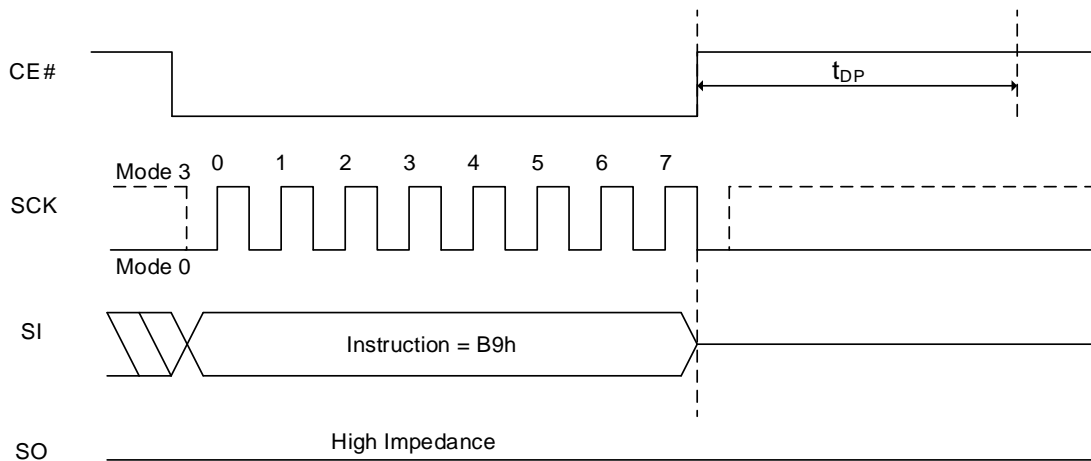 CE#
tDP
Mode 3
0 1 2 3 4 5 6 7
SCK
Mode 0
SI
Instruction = B9h
High Impedance
SO